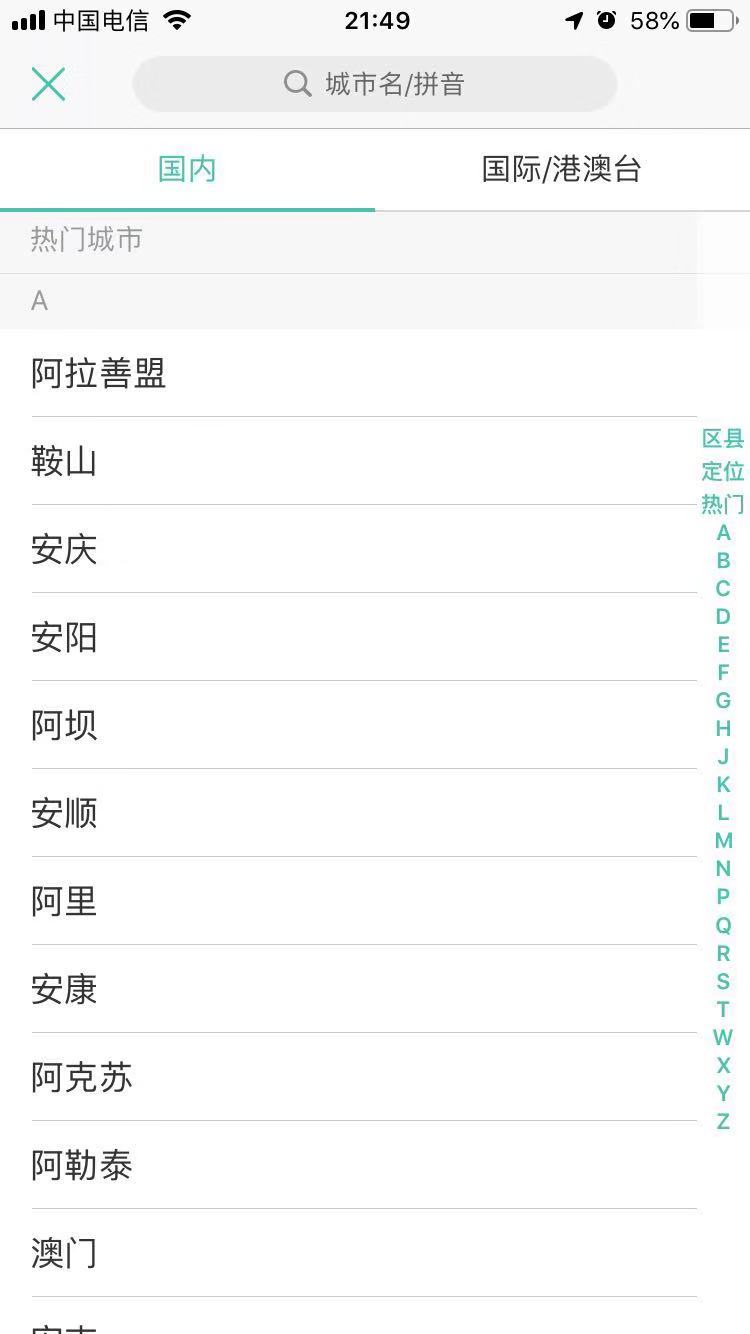 中国电信 21:49 58%
城市名/拼音
国内 国际/港澳台
热门城市
A
阿拉善盟
鞍山
安庆
安阳
阿坝
安顺
阿里
安康
阿克苏
阿勒泰
澳门
区县
定位
热门
A
B
C
D
E
F
G
H
J
K
L
M
N
P
Q
R
S
T
W
X
Y
Z